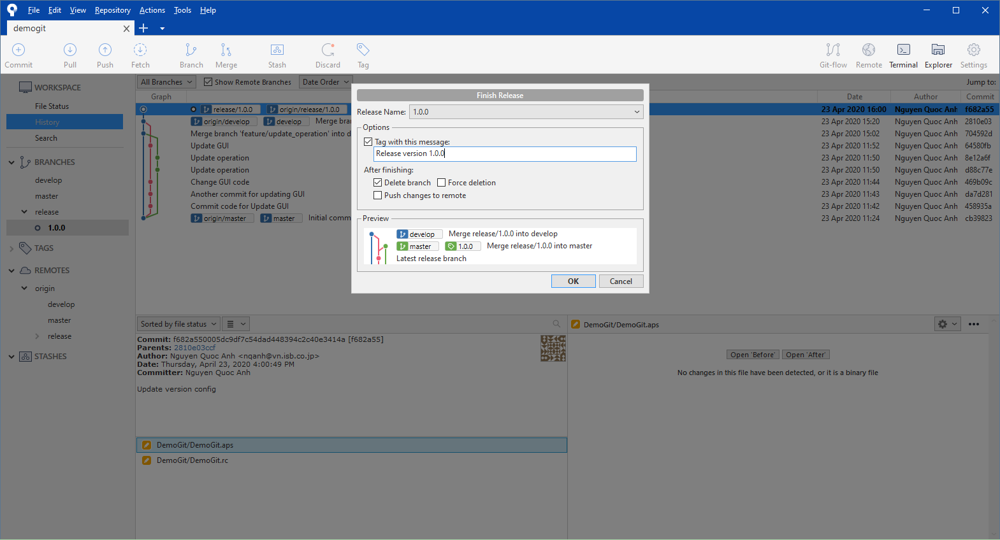 File Edit View Repository Actions Tools Help
demogit
Commit Pull Push Fetch Branch Merge Stash Discard Tag Git-flow Remote Terminal Explorer Settings
WORKSPACE
File Status
History
Search
BRANCHES
develop
master
release
1.0.0
TAGS
REMOTES
origin
develop
master
release
STASHES
All Branches Show Remote Branches Date Order Jump to:
Graph Date Author Commit
release/1.0.0 origin/release/1.0.0 23 Apr 2020 16:00 Nguyen Quoc Anh f682a55
origin/develop develop Merge bran 23 Apr 2020 15:20 Nguyen Quoc Anh 2810e03
Merge branch 'feature/update_operation' into d 23 Apr 2020 15:02 Nguyen Quoc Anh 704592d
Update GUI 23 Apr 2020 11:52 Nguyen Quoc Anh 64580fb
Update operation 23 Apr 2020 11:50 Nguyen Quoc Anh 8e12a6f
Update operation 23 Apr 2020 11:50 Nguyen Quoc Anh d88c77e
Change GUI code 23 Apr 2020 11:44 Nguyen Quoc Anh 469b09c
Another commit for updating GUI 23 Apr 2020 11:43 Nguyen Quoc Anh da7d281
Commit code for Update GUI 23 Apr 2020 11:42 Nguyen Quoc Anh 458935a
origin/master master Initial comm 23 Apr 2020 11:24 Nguyen Quoc Anh cb39823
Finish Release
Release Name: 1.0.0
Options
Tag with this message:
Release version 1.0.0
After finishing:
Delete branch Force deletion
Push changes to remote
Preview
develop Merge release/1.0.0 into develop
master 1.0.0 Merge release/1.0.0 into master
Latest release branch
OK Cancel
Sorted by file status
Commit: f682a550005dc9df7c54dad448394c2c40e3414a [f682a55]
Parents: 2810e03ccf
Author: Nguyen Quoc Anh <nqanh@vn.isb.co.jp>
Date: Thursday, April 23, 2020 4:00:49 PM
Committer: Nguyen Quoc Anh
Update version config
DemoGit/DemoGit.aps
DemoGit/DemoGit.rc
DemoGit/DemoGit.aps
Open 'Before' Open 'After'
No changes in this file have been detected, or it is a binary file